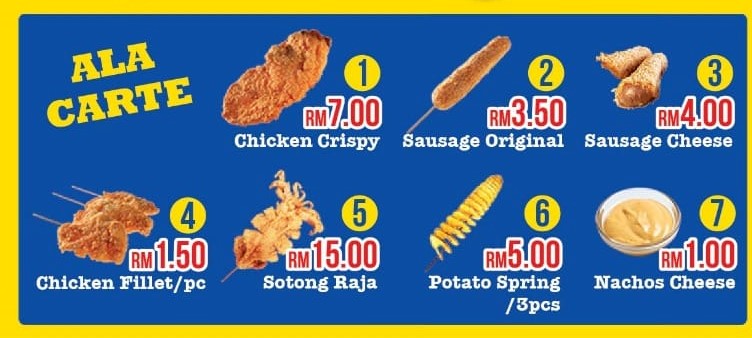 ALA
CARTE
1
RM7.00
Chicken Crispy
2
RM3.50
Sausage Original
3
RM4.00
Sausage Cheese
4
RM1.50
Chicken Fillet/pc
5
RM15.00
Sotong Raja
6
RM5.00
Potato Spring
/3pcs
7
RM1.00
Nachos Cheese